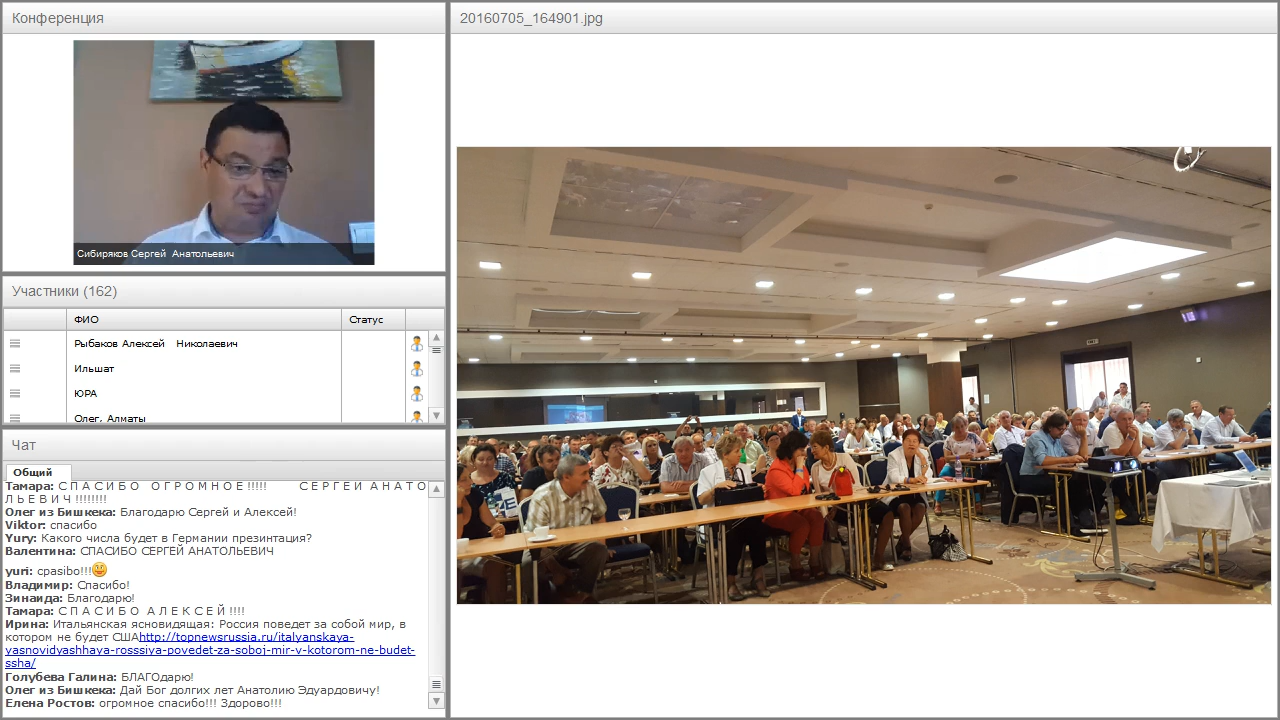 Конференция
Сибиряков Сергей Анатольевич
Участники (162)
ФИО Статус
Рыбаков Алексей Николаевич
Ильшат
ЮРА
Олег, Алматы
Чат
Общий
Тамара: С П А С И Б О О Г Р О М Н О Е !!!!! С Е Р Г Е Й А Н А Т О
Л Ь Е В И Ч !!!!!!!!
Олег из Бишкека: Благодарю Сергей и Алексей!
Viktor: спасибо
Yury: Какого числа будет в Германии презинтация?
Валентина: СПАСИБО СЕРГЕЙ АНАТОЛЬЕВИЧ
yuri: cpasibo!!!
Владимир: Спасибо!
Зинаида: Благодарю!
Тамара: С П А С И Б О А Л Е К С Е Й !!!!
Ирина: Итальянская ясновидящая: Россия поведет за собой мир, в
котором не будет СШАhttp://topnewsrussia.ru/italyanskaya-
yasnovidyashhaya-rosssiya-povedet-za-soboj-mir-v-kotorom-ne-budet-
ssha/
Голубева Галина: БЛАГОдарю!
Олег из Бишкека: Дай Бог долгих лет Анатолию Эдуардовичу!
Елена Ростов: огромное спасибо!!! Здорово!!!
20160705_164901.jpg